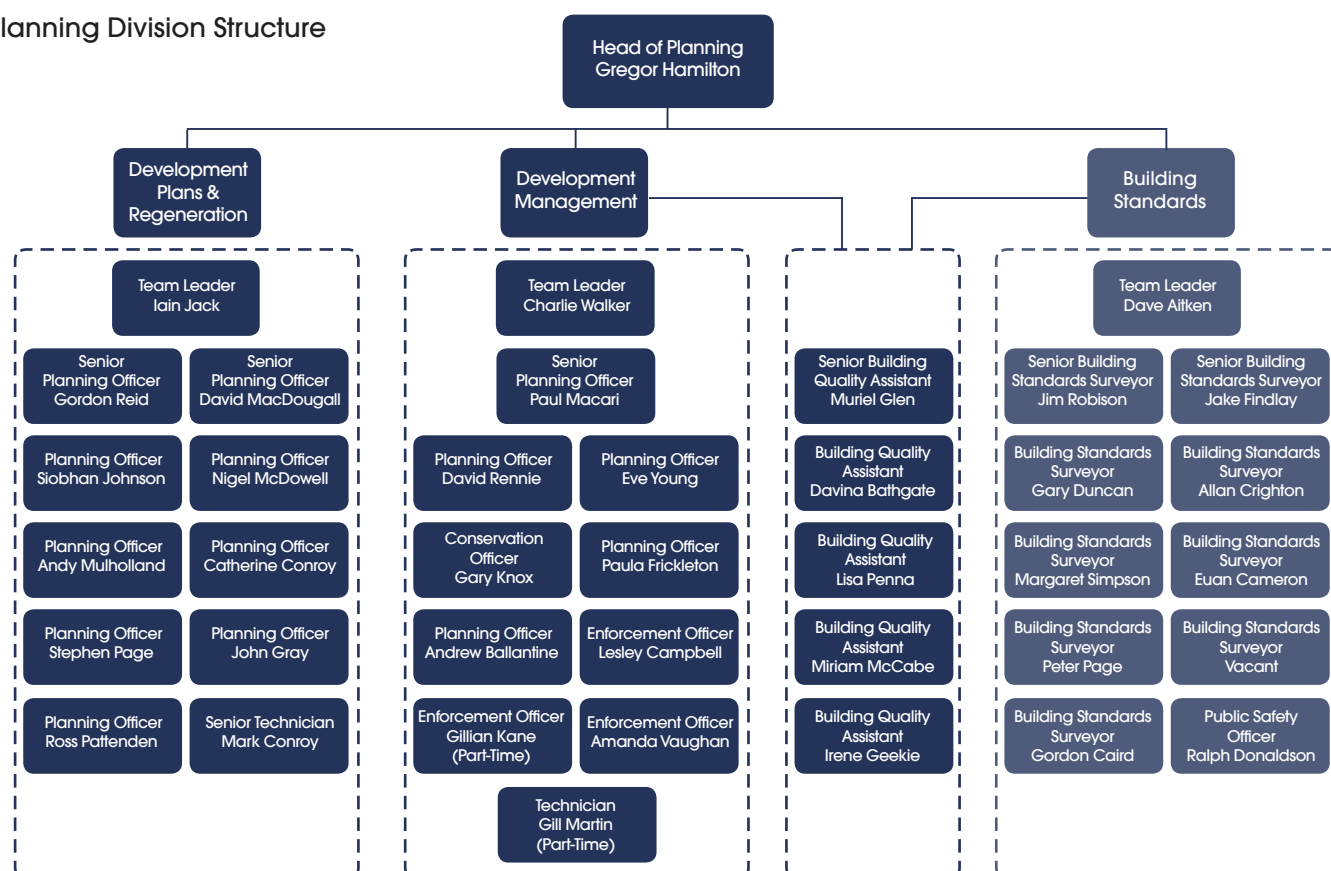 lanning Division Structure
Head of Planning
Gregor Hamilton
Development
Plans &
Regeneration
Development
Management
Building
Standards
Team Leader
Iain Jack
Senior
Planning Officer
Gordon Reid
Senior
Planning Officer
David MacDougall
Planning Officer
Siobhan Johnson
Planning Officer
Nigel McDowell
Planning Officer
Andy Mulholland
Planning Officer
Catherine Conroy
Planning Officer
Stephen Page
Planning Officer
John Gray
Planning Officer
Ross Pattenden
Senior Technician
Mark Conroy
Team Leader
Charlie Walker
Senior
Planning Officer
Paul Macari
Planning Officer
David Rennie
Planning Officer
Eve Young
Conservation
Officer
Gary Knox
Planning Officer
Paula Frickleton
Planning Officer
Andrew Ballantine
Enforcement Officer
Lesley Campbell
Enforcement Officer
Gillian Kane
(Part-Time)
Enforcement Officer
Amanda Vaughan
Technician
Gill Martin
(Part-Time)
Senior Building
Quality Assistant
Muriel Glen
Building Quality
Assistant
Davina Bathgate
Building Quality
Assistant
Lisa Penna
Building Quality
Assistant
Miriam McCabe
Building Quality
Assistant
Irene Geekie
Team Leader
Dave Aitken
Senior Building
Standards Surveyor
Jim Robison
Senior Building
Standards Surveyor
Jake Findlay
Building Standards
Surveyor
Gary Duncan
Building Standards
Surveyor
Allan Crighton
Building Standards
Surveyor
Margaret Simpson
Building Standards
Surveyor
Euan Cameron
Building Standards
Surveyor
Peter Page
Building Standards
Surveyor
Vacant
Building Standards
Surveyor
Gordon Caird
Public Safety
Officer
Ralph Donaldson